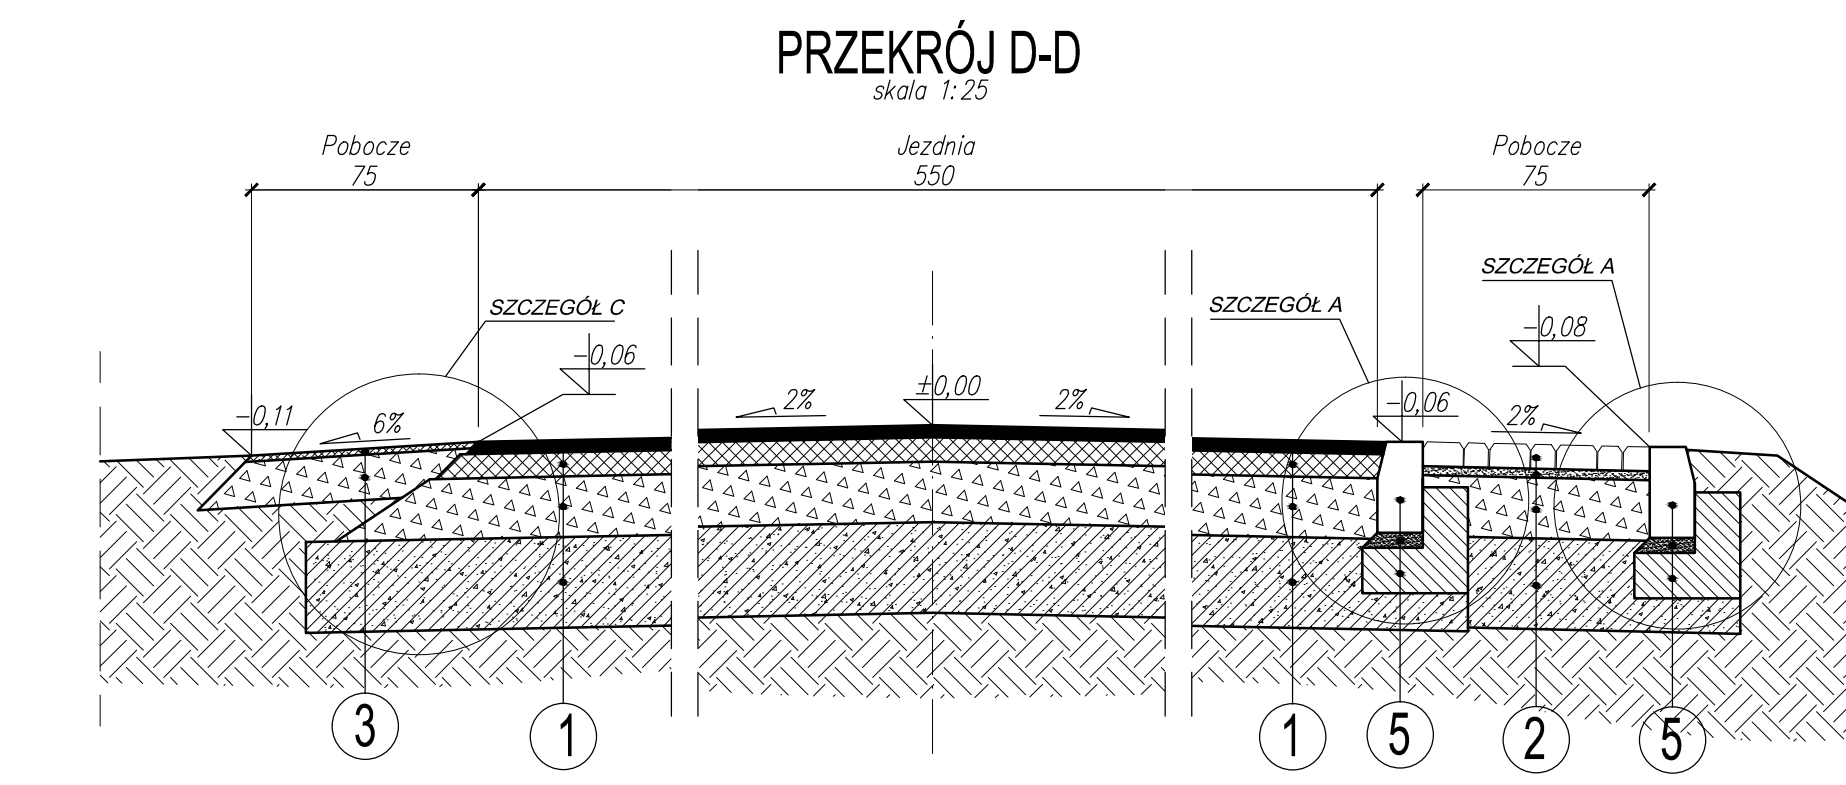 PRZEKRÓJ D-D
skala 1:25
Pobocze
75
Jezdnia
550
Pobocze
75
SZCZEGÓŁ C
SZCZEGÓŁ A
SZCZEGÓŁ A
-0,11
6%
-0,06
2%
±0,00
2%
-0,06
2%
-0,08
3
1
1
5
2
5